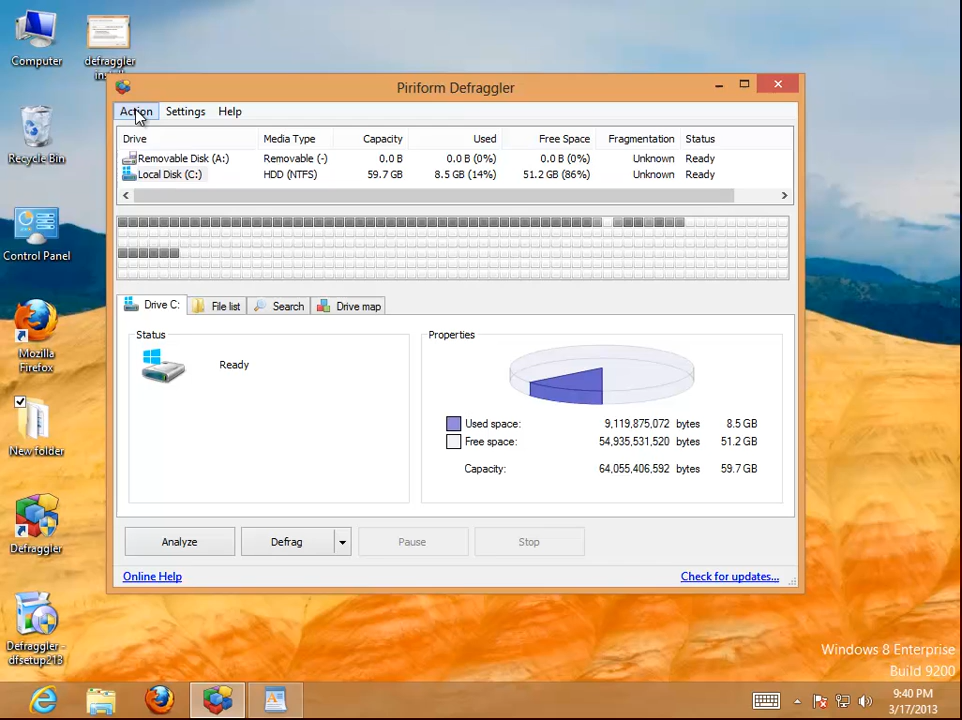 Computer
defraggler
Recycle Bin
Control Panel
Mozilla
Firefox
New folder
Defraggler
Defraggler -
dfsetup213
Piriform Defraggler
Action Settings Help
Drive Media Type Capacity Used Free Space Fragmentation Status
Removable Disk (A:) Removable (-) 0.0 B 0.0 B (0%) 0.0 B (0%) Unknown Ready
Local Disk (C:) HDD (NTFS) 59.7 GB 8.5 GB (14%) 51.2 GB (86%) Unknown Ready
Drive C: File list Search Drive map
Status
Ready
Properties
Used space: 9,119,875,072 bytes 8.5 GB
Free space: 54,935,531,520 bytes 51.2 GB
Capacity: 64,055,406,592 bytes 59.7 GB
Analyze Defrag Pause Stop
Online Help Check for updates...
Windows 8 Enterprise
Build 9200
9:40 PM
3/17/2013